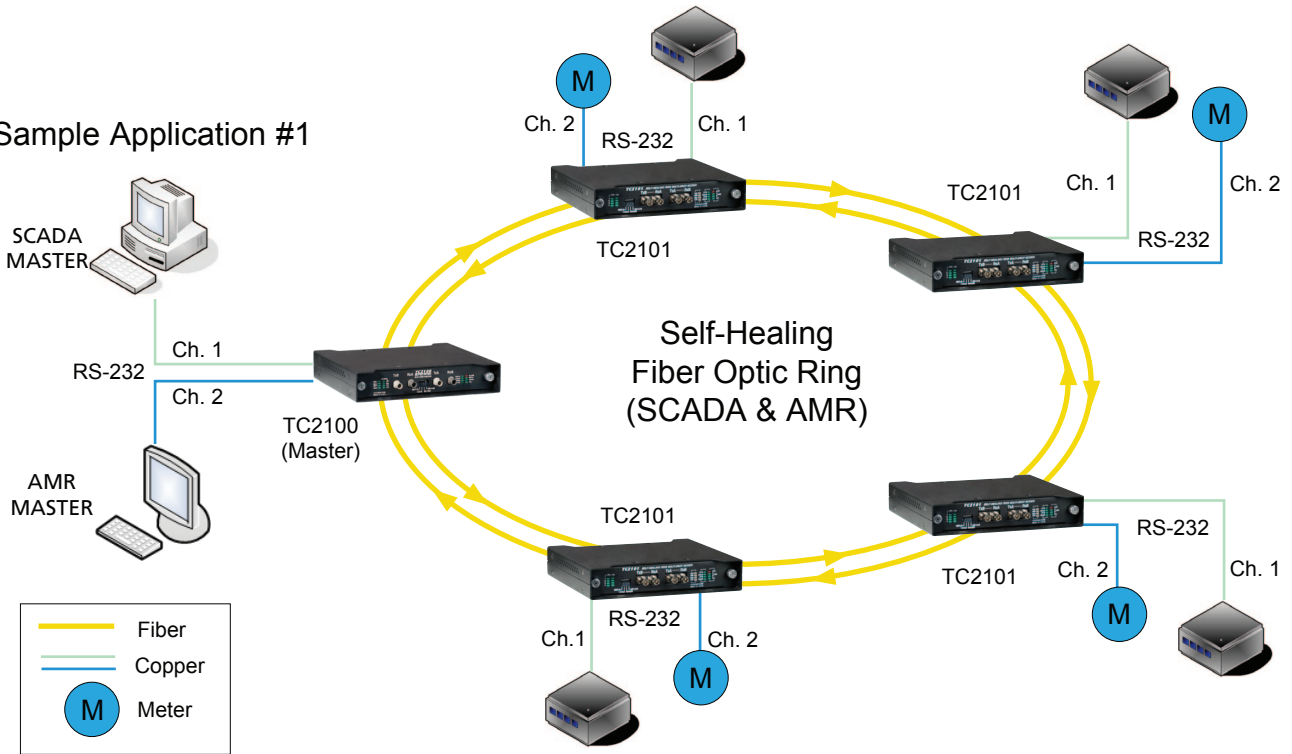 Sample Application #1
SCADA
MASTER
Ch. 1
RS-232
Ch. 2
AMR
MASTER
TC2100
(Master)
M
Ch. 2
RS-232
Ch. 1
TC2101
TC2101
Ch. 1
M
Ch. 2
RS-232
Self-Healing
Fiber Optic Ring
(SCADA & AMR)
TC2101
RS-232
Ch.1
Ch. 2
M
TC2101
RS-232
Ch. 2
Ch. 1
M
Fiber
Copper
M
Meter